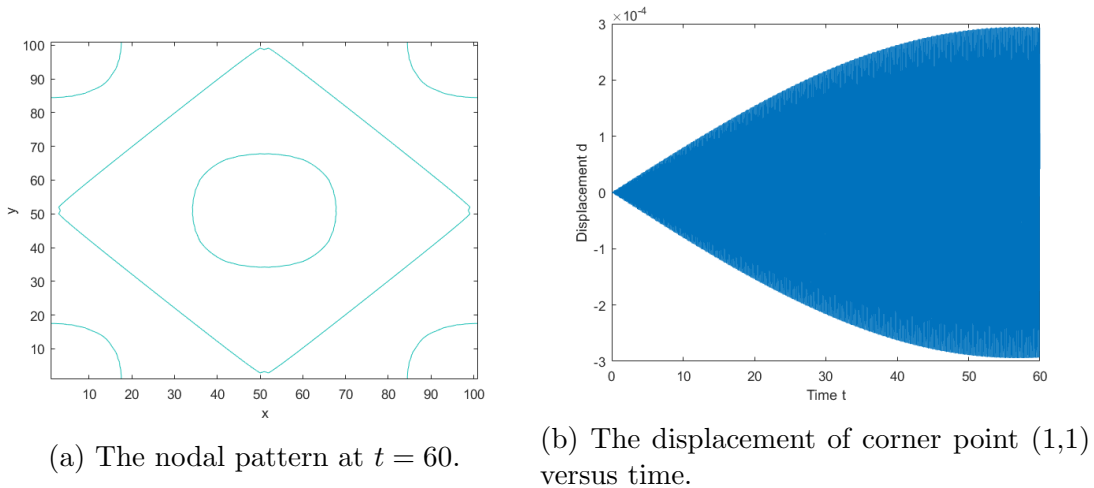 100
90
80
70
60
50
40
30
20
10
y
10 20 30 40 50 60 70 80 90 100
x
(a) The nodal pattern at t = 60.
×10⁻⁴
3
2
1
0
-1
-2
-3
Displacement d
0 10 20 30 40 50 60
Time t
(b) The displacement of corner point (1,1)
versus time.